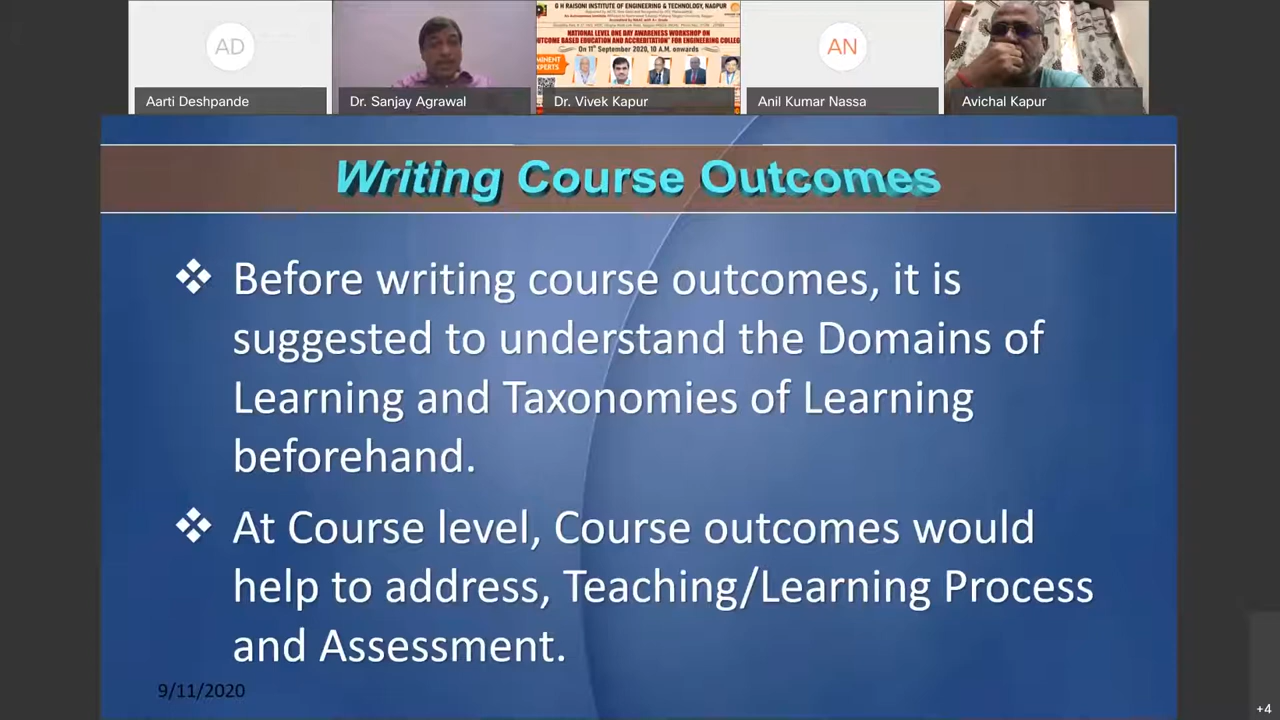 AD
Aarti Deshpande
Dr. Sanjay Agrawal
G H RAISONI INSTITUTE OF ENGINEERING & TECHNOLOGY, NAGPUR
NATIONAL LEVEL ONE DAY AWARENESS WORKSHOP ON
OUTCOME BASED EDUCATION AND ACCREDITATION" FOR ENGINEERING COLLEG
On 11th September 2020, 10 A.M. onwards
MINENT
XPERTS
Dr. Vivek Kapur
AN
Anil Kumar Nassa
Avichal Kapur
Writing Course Outcomes
❖ Before writing course outcomes, it is
suggested to understand the Domains of
Learning and Taxonomies of Learning
beforehand.
❖ At Course level, Course outcomes would
help to address, Teaching/Learning Process
and Assessment.
9/11/2020
+4